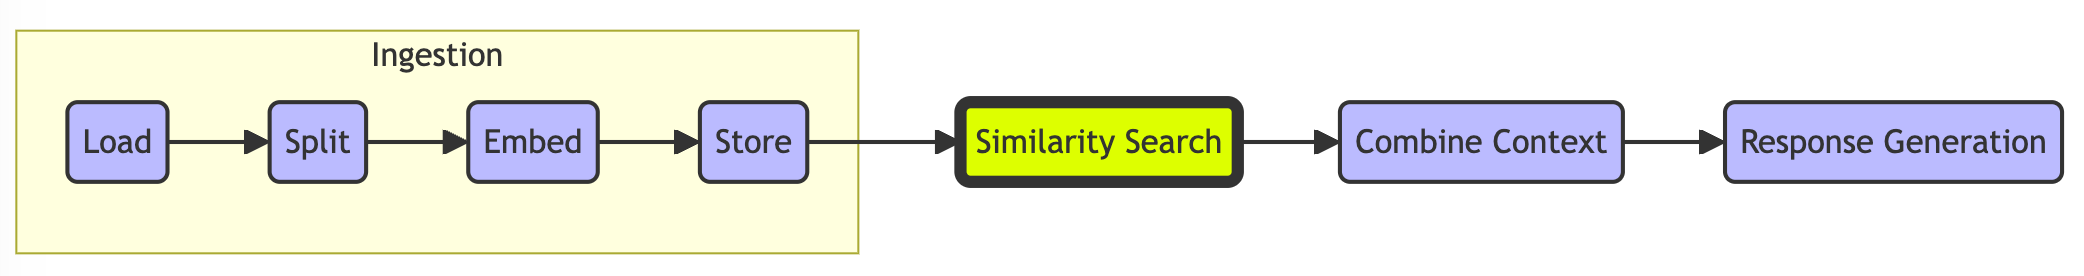 Ingestion
Load
Split
Embed
Store
Similarity Search
Combine Context
Response Generation